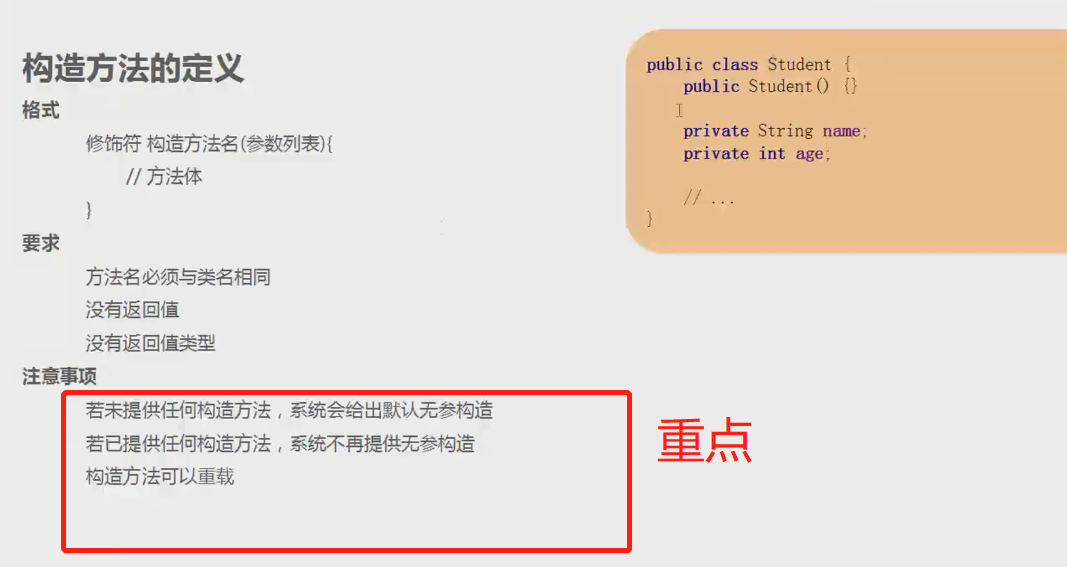 构造方法的定义
格式
修饰符 构造方法名(参数列表){
// 方法体
}
要求
方法名必须与类名相同
没有返回值
没有返回值类型
注意事项
若未提供任何构造方法，系统会给出默认无参构造
若已提供任何构造方法，系统不再提供无参构造
构造方法可以重载
重点
public class Student {
public Student() {}
private String name;
private int age;
// ...
}